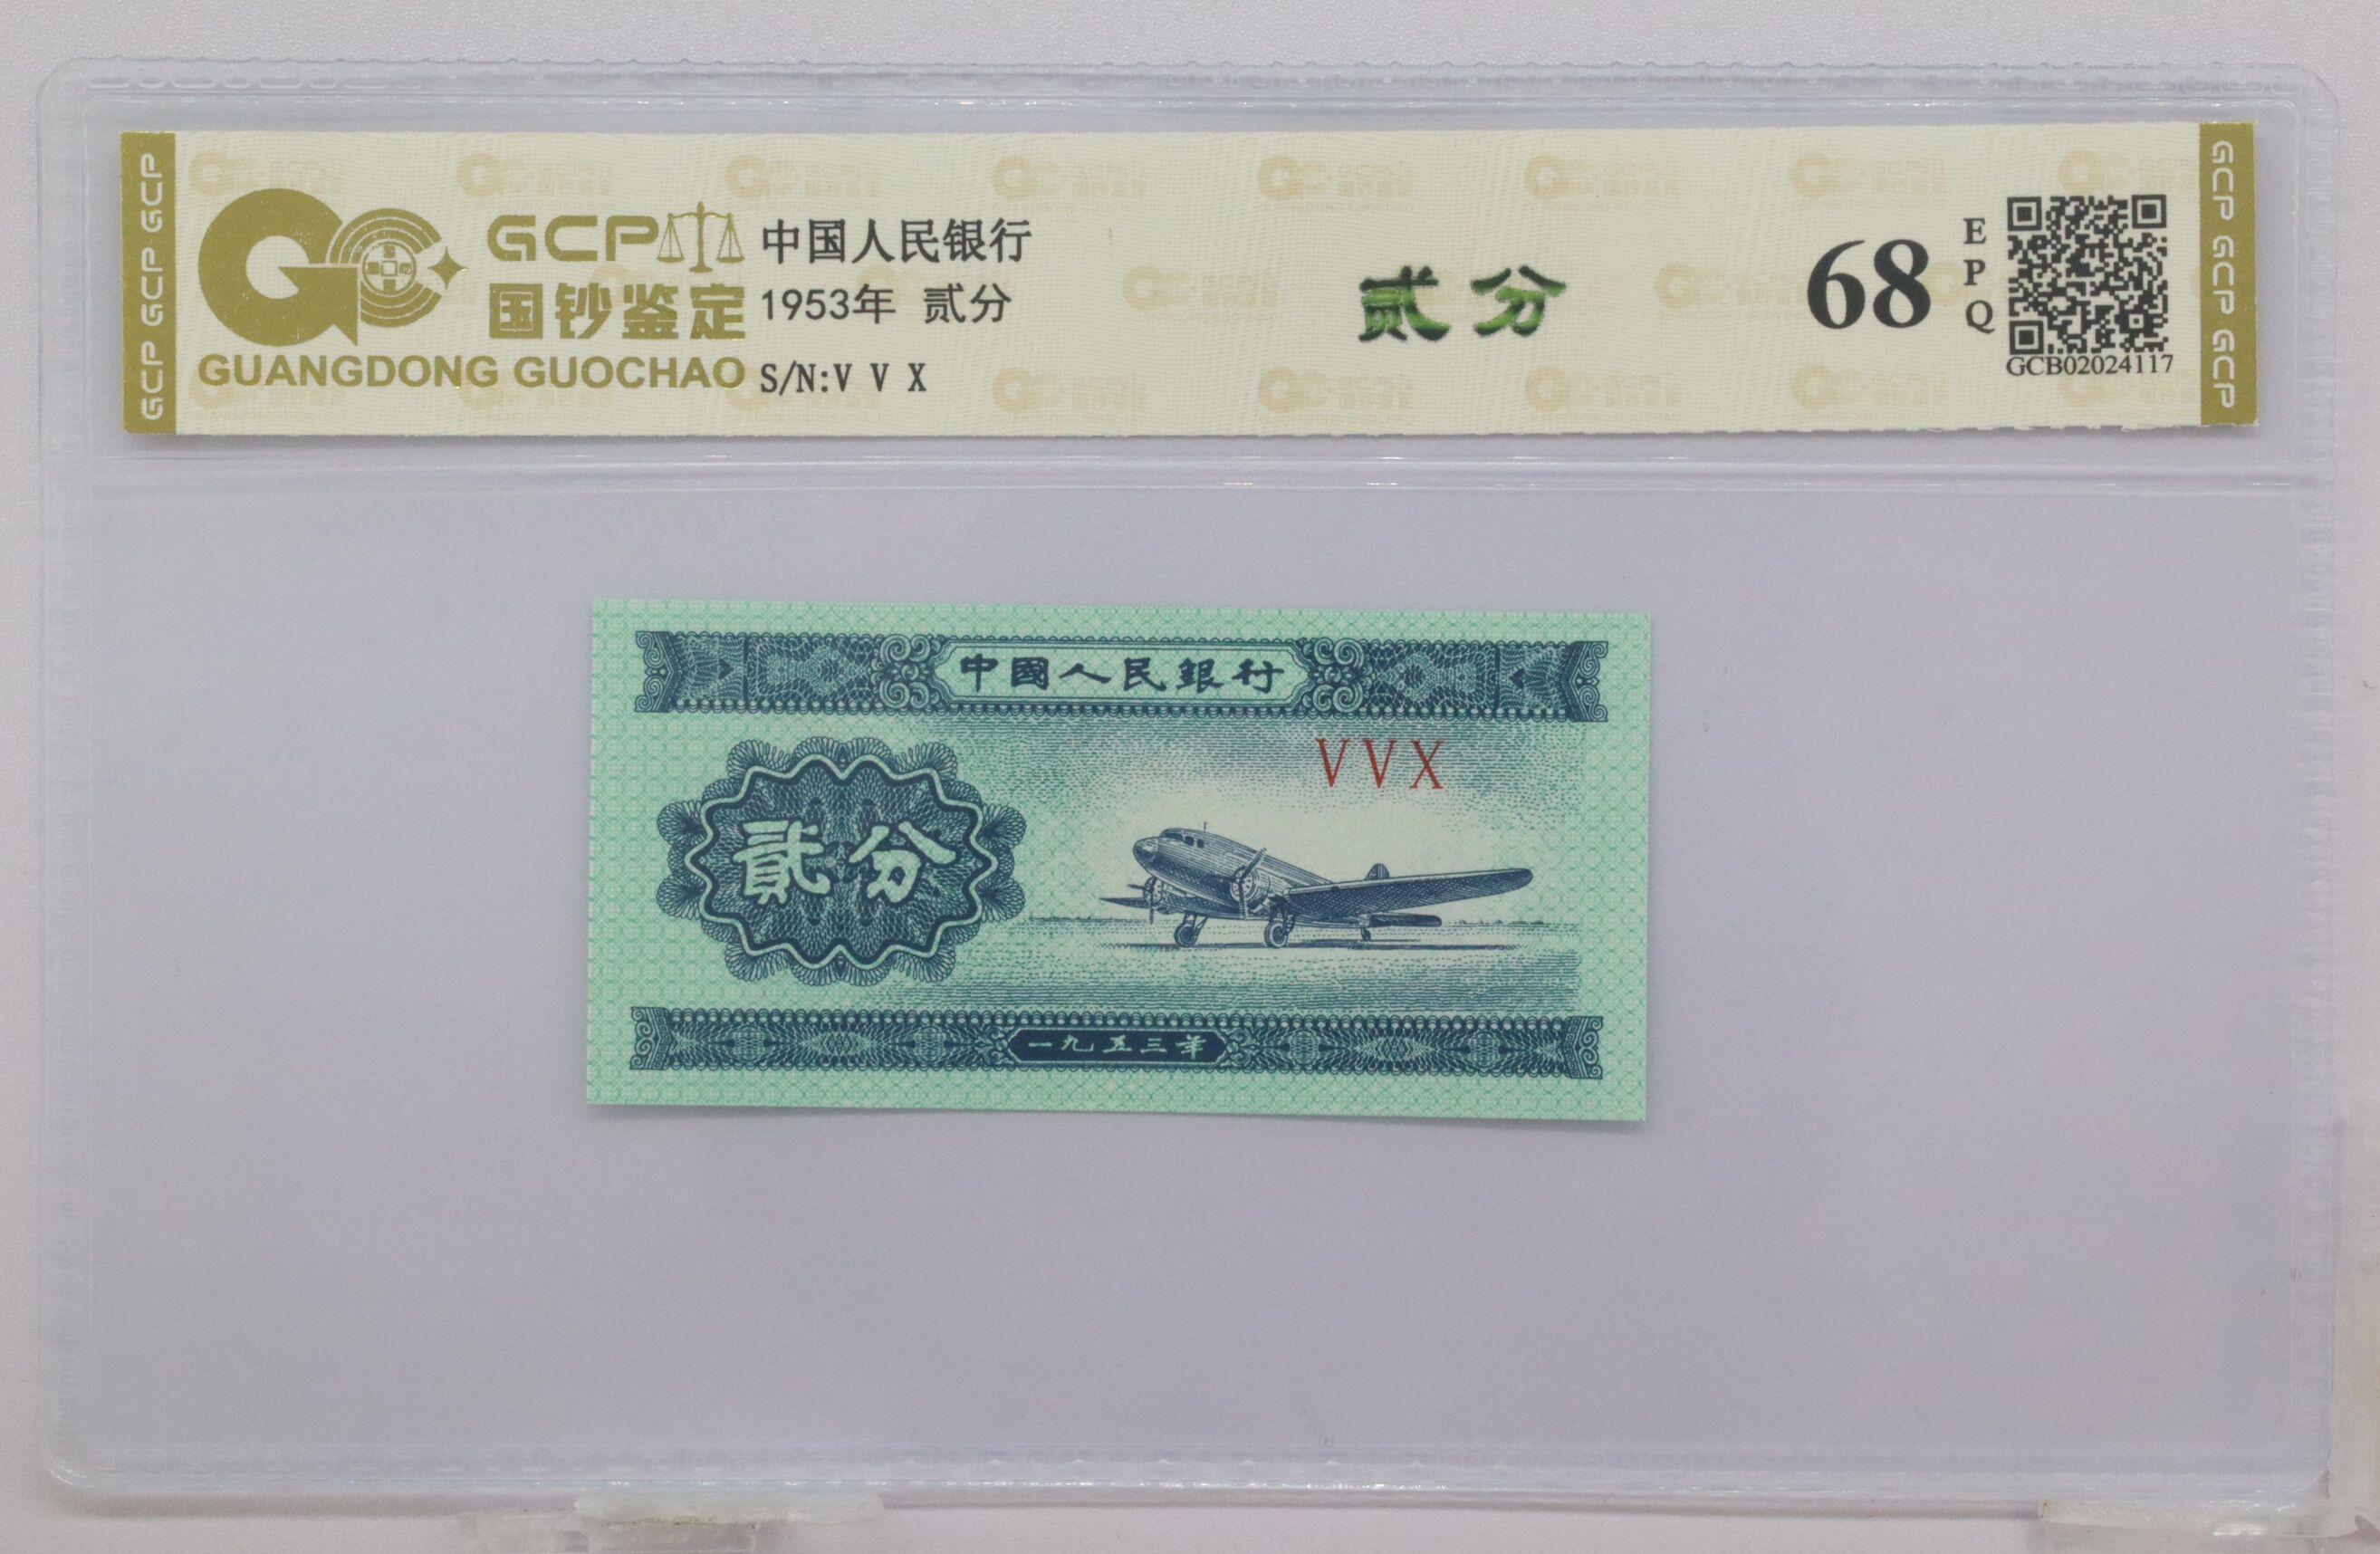 GCP GCP GCP
GCP
国钞鉴定
GUANGDONG GUOCHAO
中国人民银行
1953年 贰分
S/N:V V X
贰分
68
EPQ
GCB02024117
GCP GCP GCP
中國人民銀行
VVX
貳分
一九五三年